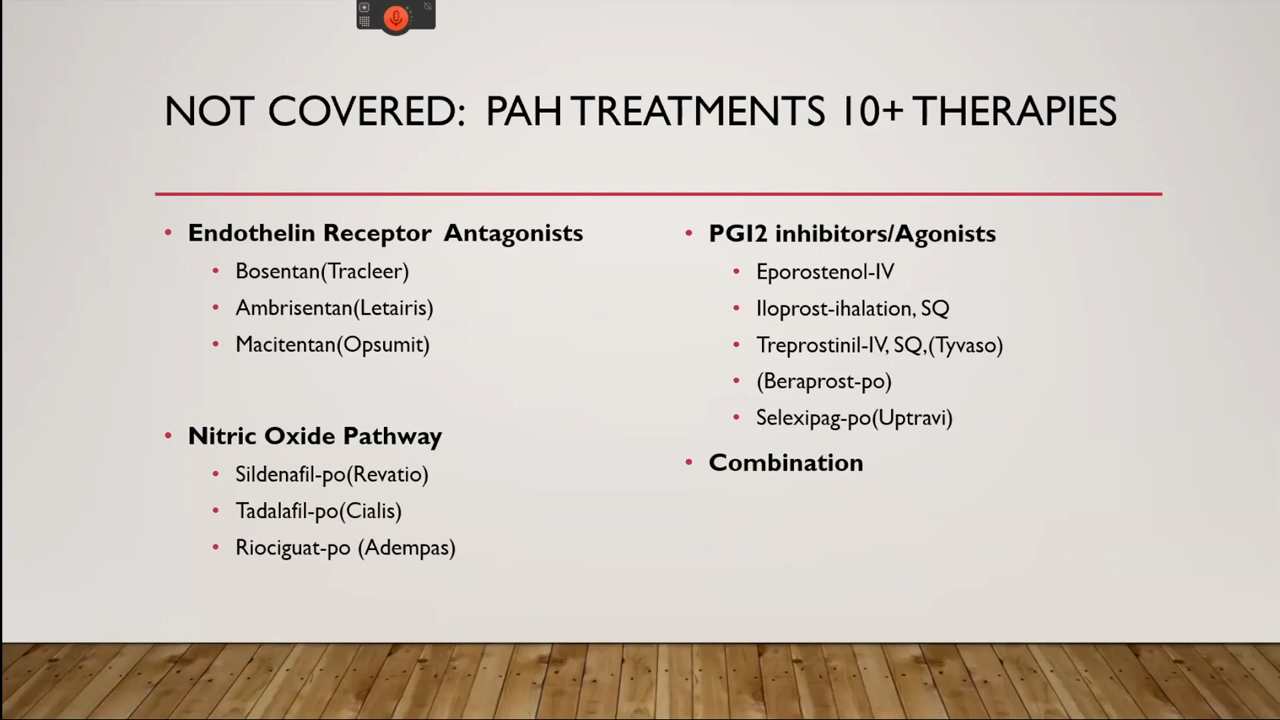 NOT COVERED: PAH TREATMENTS 10+ THERAPIES
• Endothelin Receptor Antagonists
• Bosentan(Tracleer)
• Ambrisentan(Letairis)
• Macitentan(Opsumit)
• Nitric Oxide Pathway
• Sildenafil-po(Revatio)
• Tadalafil-po(Cialis)
• Riociguat-po (Adempas)
• PGI2 inhibitors/Agonists
• Eporostenol-IV
• Iloprost-ihalation, SQ
• Treprostinil-IV, SQ,(Tyvaso)
• (Beraprost-po)
• Selexipag-po(Uptravi)
• Combination